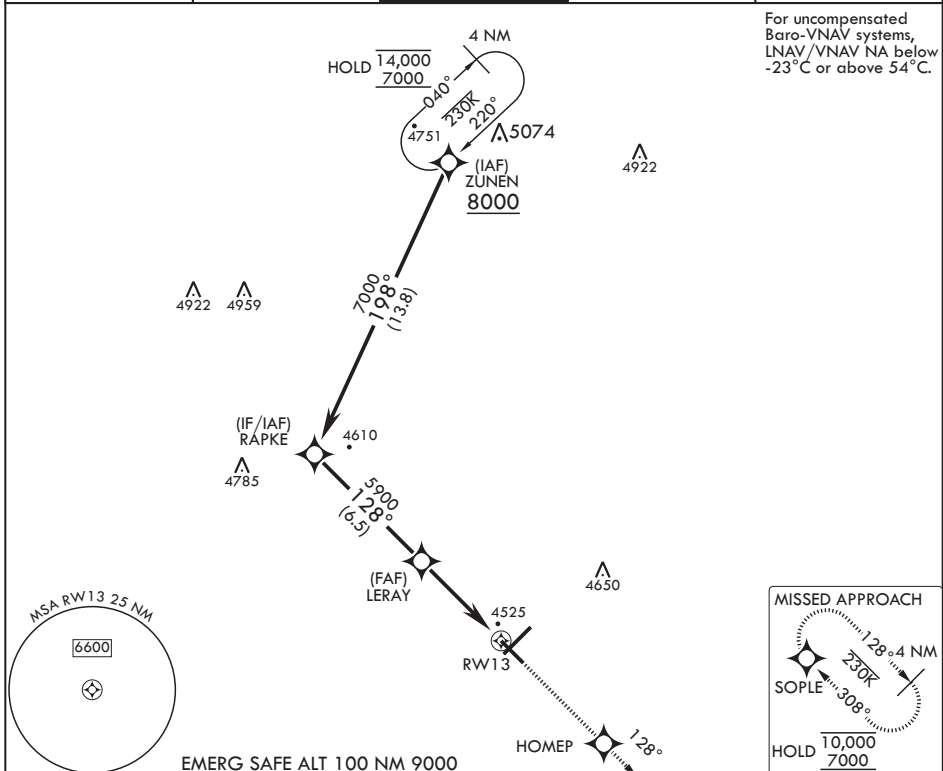 For uncompensated
Baro-VNAV systems,
LNAV/VNAV NA below
-23°C or above 54°C.
4 NM
HOLD 14,000
7000
040°
230K
220°
4751
5074
(IAF)
ZUNEN
8000
4922
7000
198°
(13.8)
4922
4959
(IF/IAF)
RAPKE
4610
4785
5900
128°
(6.5)
(FAF)
LERAY
4650
4525
RW13
MSA RW13 25 NM
6600
HOMEP
128°
EMERG SAFE ALT 100 NM 9000
MISSED APPROACH
128°
4 NM
230K
SOPLE
308°
HOLD 10,000
7000